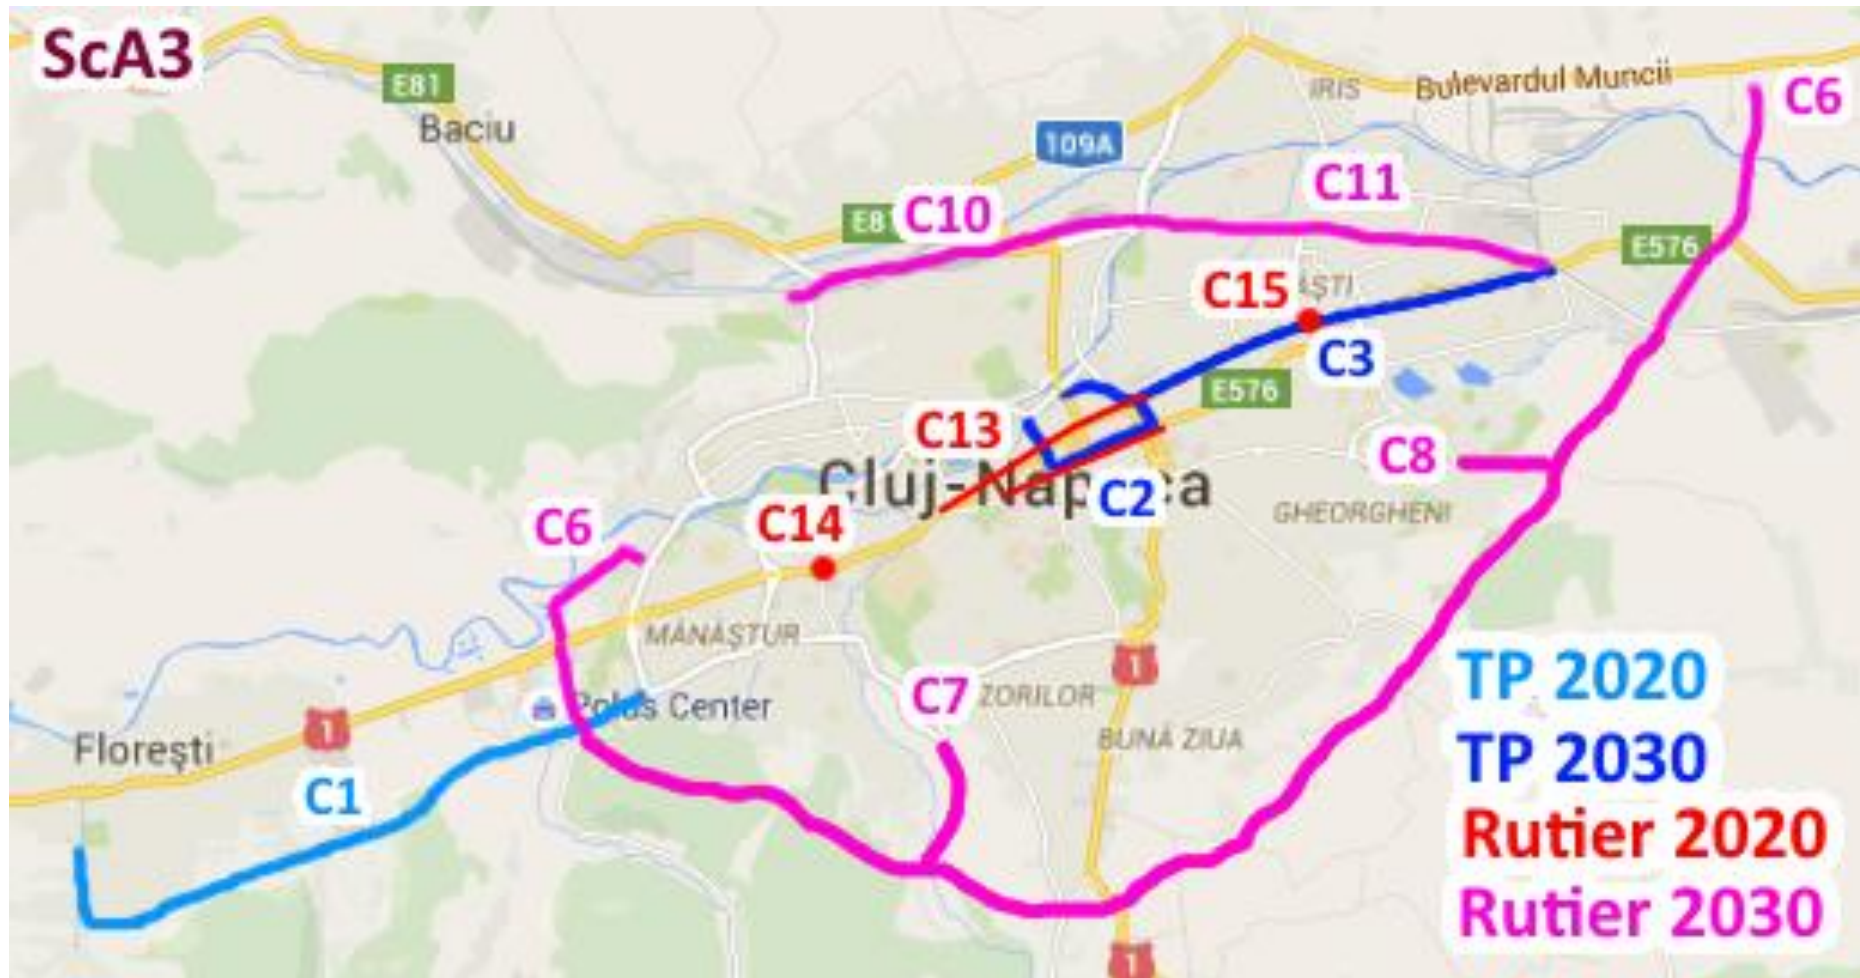 ScA3
E81
Baciu
109A
IRIS
Bulevardul Muncii
C6
C11
E81
C10
E576
C15
C3
E576
C13
C8
Cluj-Napoca
C2
GHEORGHENI
C14
C6
MĂNĂȘTUR
1
TP 2020
C7
ZORILOR
Polus Center
1
BUNĂ ZIUA
Florești
TP 2030
C1
Rutier 2020
Rutier 2030
1